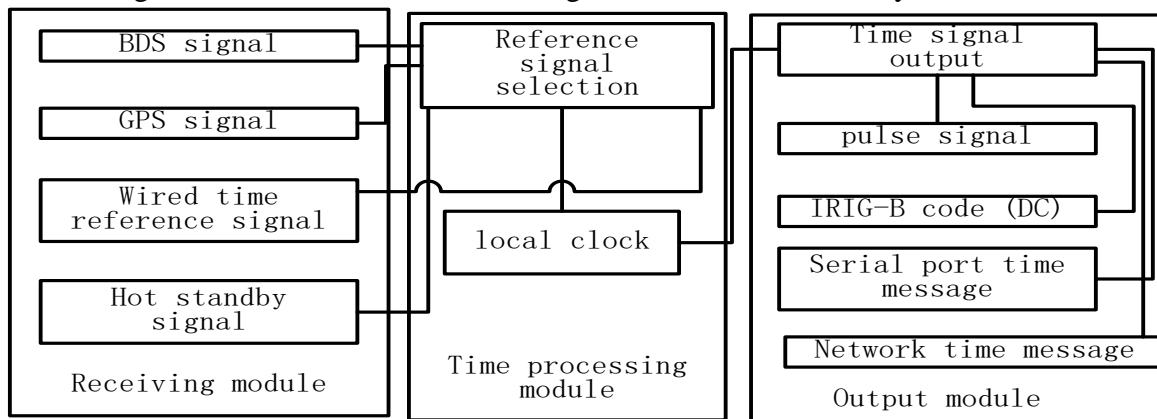 BDS signal
GPS signal
Wired time
reference signal
Hot standby
signal
Receiving module
Reference
signal
selection
local clock
Time processing
module
Time signal
output
pulse signal
IRIG-B code (DC)
Serial port time
message
Network time message
Output module